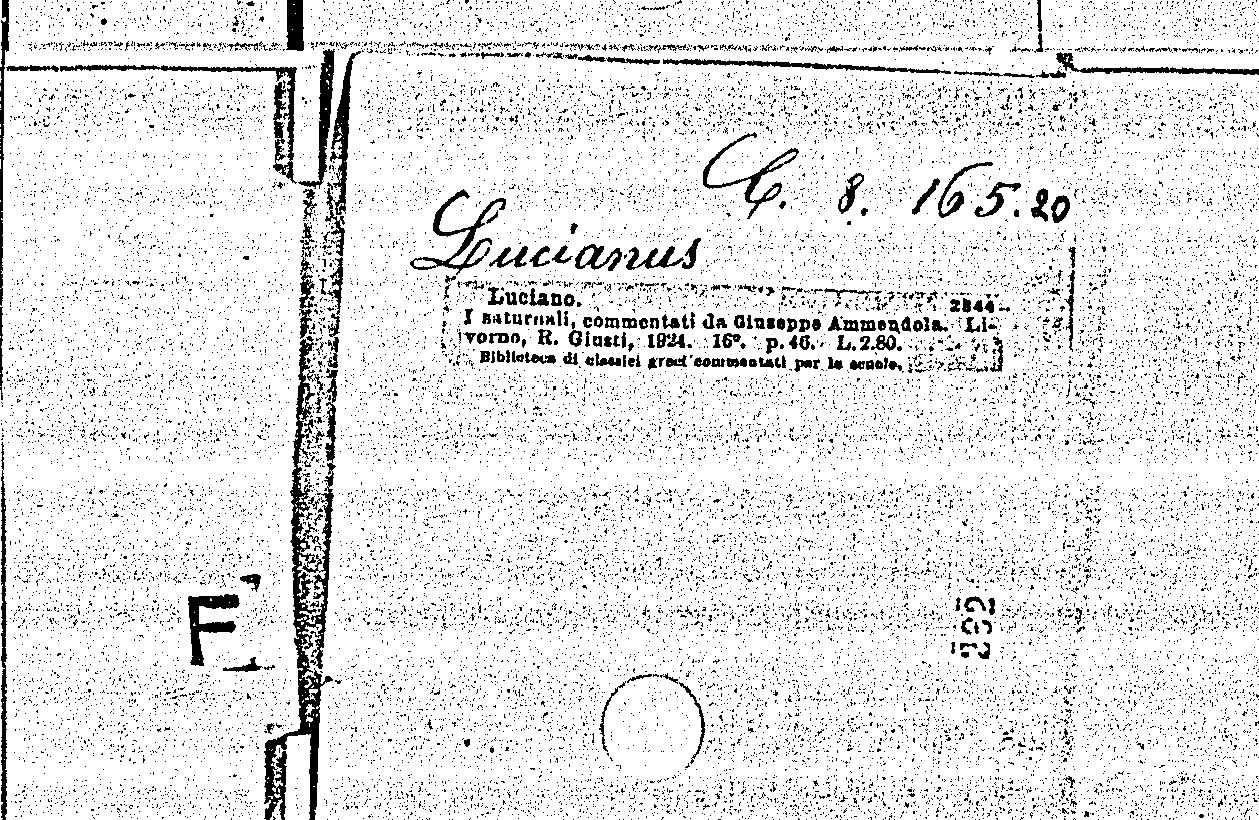 C. 8. 165.20
Lucianus
Luciano. 2844
I saturnali, commentati da Giuseppe Ammendola. Li-
vorno, R. Giusti, 1924. 16°. p. 46. L. 2.80.
Biblioteca di classici greci commentati per le scuole.
F